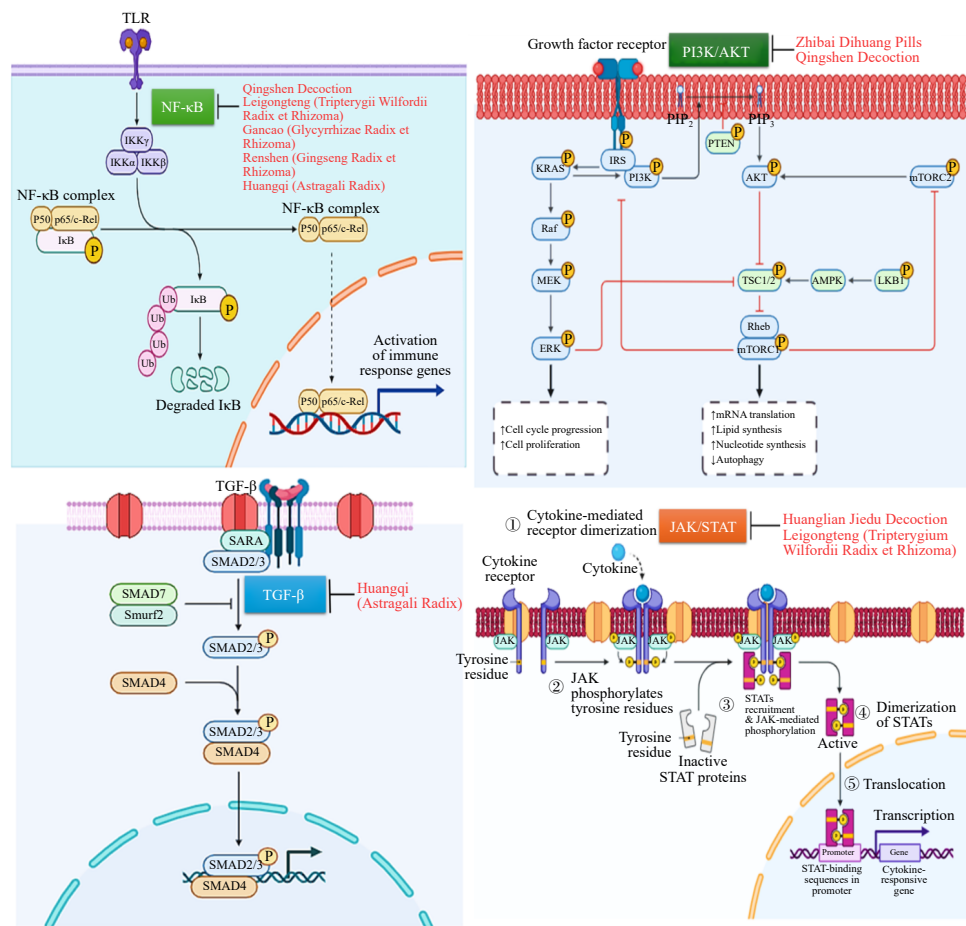 TLR
NF-κB
Qingshen Decoction
Leigongteng (Tripterygii Wilfordii
Radix et Rhizoma)
Gancao (Glycyrrhizae Radix et
Rhizoma)
Renshen (Gingseng Radix et
Rhizoma)
Huangqi (Astragali Radix)
IKKγ
IKKα
IKKβ
NF-κB complex
P50
p65/c-Rel
IκB
P
NF-κB complex
P50
p65/c-Rel
Ub
IκB
P
Ub
Ub
Ub
Degraded IκB
Activation
of immune
response genes
P50
p65/c-Rel
Growth factor receptor
PI3K/AKT
Zhibai Dihuang Pills
Qingshen Decoction
PIP2
PIP3
P
PTEN
P
IRS
P
KRAS
P
PI3K
P
AKT
P
mTORC2
P
Raf
P
MEK
P
TSC1/2
P
AMPK
LKB1
P
Rheb
mTORC1
P
ERK
P
↑Cell cycle progression
↑Cell proliferation
↑mRNA translation
↑Lipid synthesis
↑Nucleotide synthesis
↓Autophagy
TGF-β
SARA
SMAD2/3
TGF-β
Huangqi
(Astragali Radix)
SMAD7
Smurf2
SMAD2/3
P
SMAD4
SMAD2/3
P
SMAD4
SMAD2/3
P
SMAD4
① Cytokine-mediated
receptor dimerization
JAK/STAT
Huanglian Jiedu Decoction
Leigongteng (Tripterygium
Wilfordii Radix et Rhizoma)
Cytokine
receptor
Cytokine
JAK
JAK
JAK
JAK
JAK
JAK
Tyrosine
residue
② JAK
phosphorylates
tyrosine residues
③ STATs
recruitment
& JAK-mediated
phosphorylation
④ Dimerization
of STATs
Active
Tyrosine
residue
Inactive
STAT proteins
⑤ Translocation
Transcription
Promoter
Gene
STAT-binding
sequences in
promoter
Cytokine-
responsive
gene